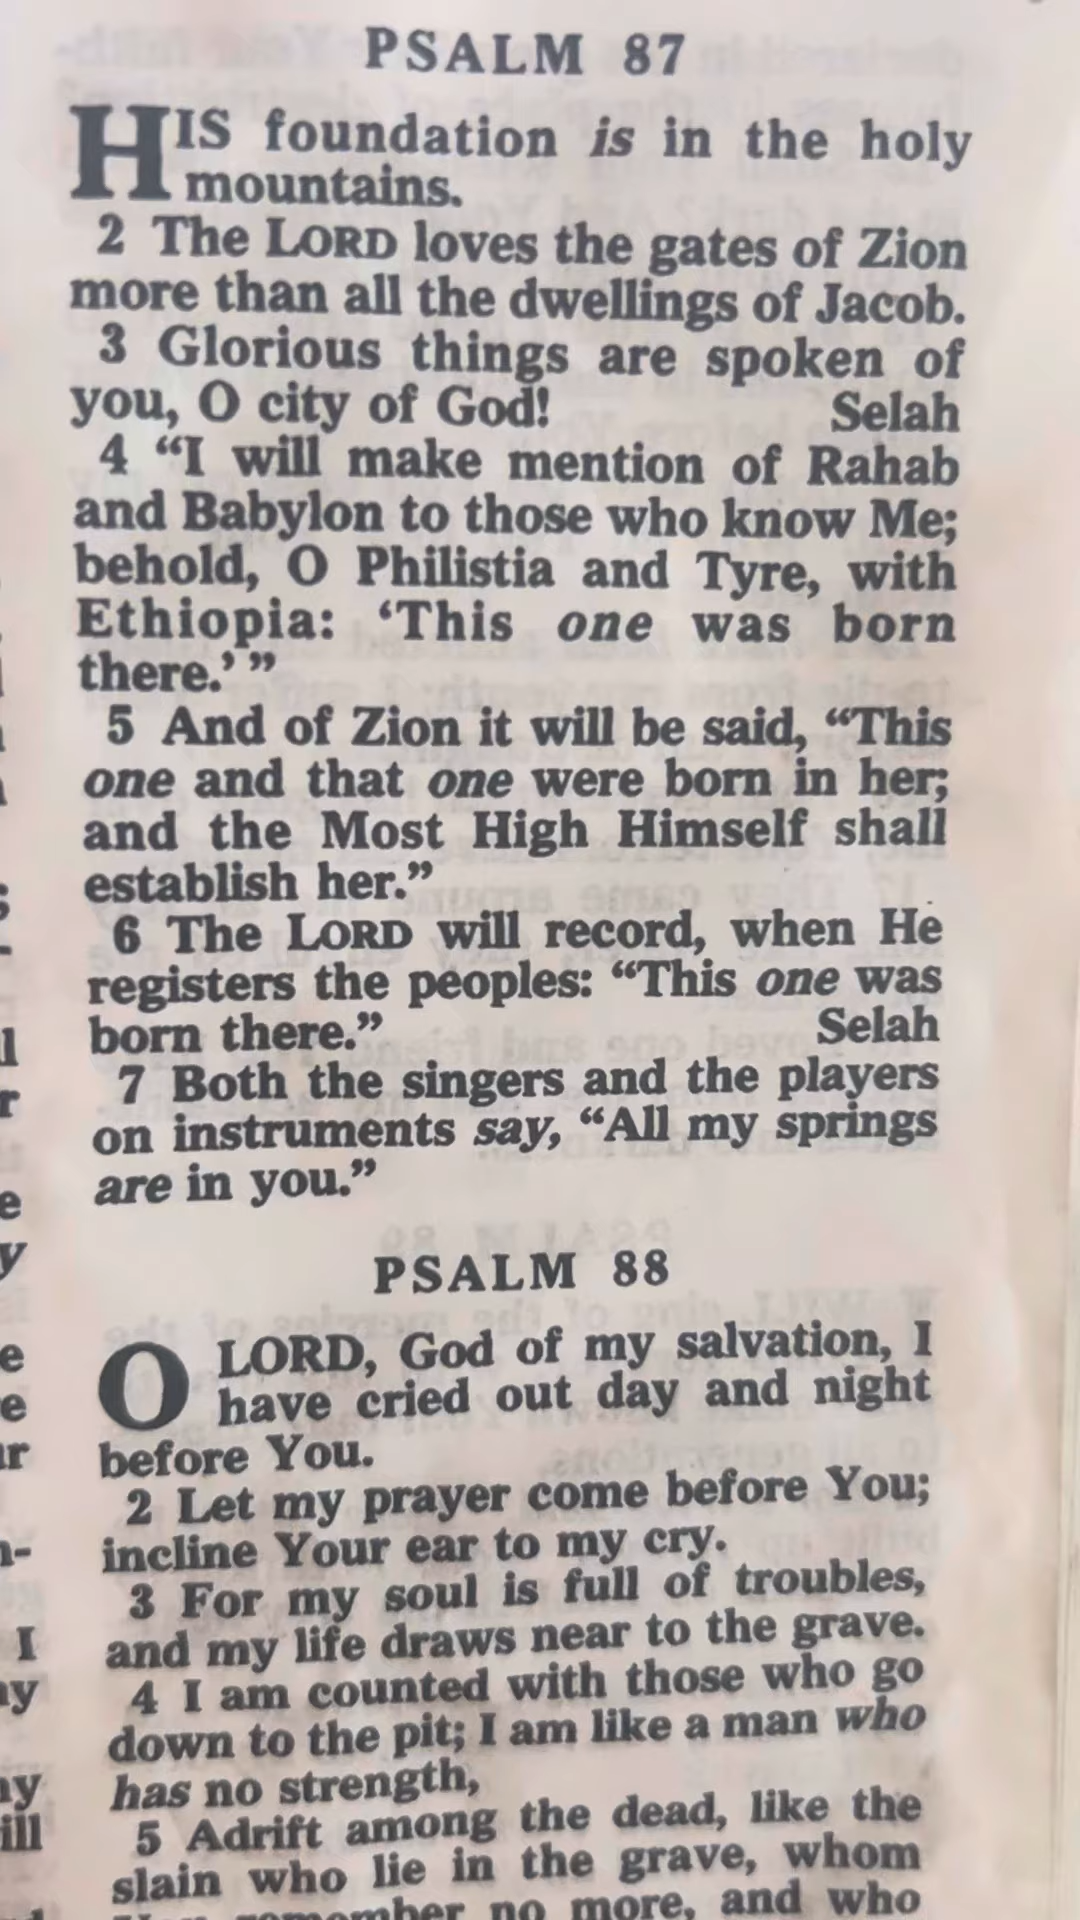 PSALM 87
HIS foundation is in the holy
mountains.
2 The LORD loves the gates of Zion
more than all the dwellings of Jacob.
3 Glorious things are spoken of
you, O city of God! Selah
4 “I will make mention of Rahab
and Babylon to those who know Me;
behold, O Philistia and Tyre, with
Ethiopia: ‘This one was born
there.’ ”
5 And of Zion it will be said, “This
one and that one were born in her;
and the Most High Himself shall
establish her.”
6 The LORD will record, when He
registers the peoples: “This one was
born there.” Selah
7 Both the singers and the players
on instruments say, “All my springs
are in you.”
PSALM 88
O LORD, God of my salvation, I
have cried out day and night
before You.
2 Let my prayer come before You;
incline Your ear to my cry.
3 For my soul is full of troubles,
and my life draws near to the grave.
4 I am counted with those who go
down to the pit; I am like a man who
has no strength,
5 Adrift among the dead, like the
slain who lie in the grave, whom
You remember no more, and who